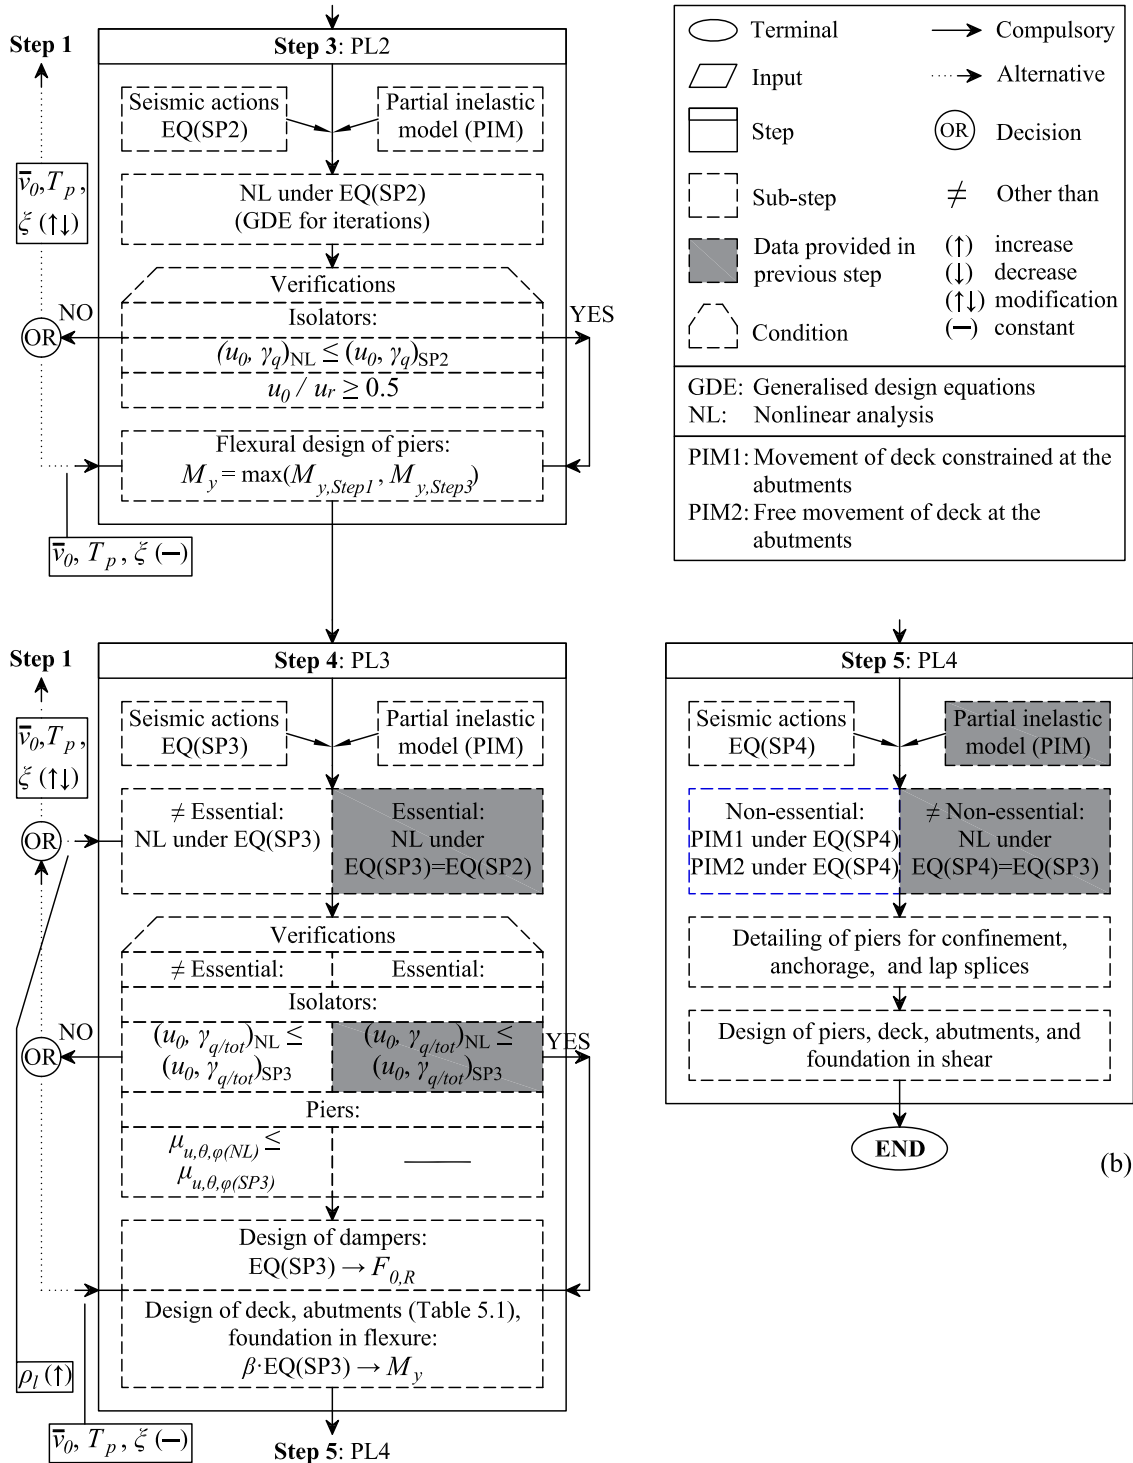 Step 1
Step 3: PL2
Seismic actions
EQ(SP2)
Partial inelastic
model (PIM)
v̄0, Tp,
ξ (↑↓)
NL under EQ(SP2)
(GDE for iterations)
Verifications
Isolators:
NO
YES
OR
(u0, γq)NL ≤ (u0, γq)SP2
u0 / ur ≥ 0.5
Flexural design of piers:
My = max(My,Step1, My,Step3)
v̄0, Tp, ξ (−)
Terminal
Compulsory
Input
Alternative
Step
OR
Decision
Sub-step
≠
Other than
Data provided in
previous step
(↑) increase
(↓) decrease
(↑↓) modification
(−) constant
Condition
GDE: Generalised design equations
NL: Nonlinear analysis
PIM1: Movement of deck constrained at the
abutments
PIM2: Free movement of deck at the
abutments
Step 1
Step 4: PL3
Seismic actions
EQ(SP3)
Partial inelastic
model (PIM)
v̄0, Tp,
ξ (↑↓)
OR
≠ Essential:
NL under EQ(SP3)
Essential:
NL under
EQ(SP3)=EQ(SP2)
Verifications
≠ Essential:
Essential:
Isolators:
NO
YES
OR
(u0, γq/tot)NL ≤
(u0, γq/tot)SP3
(u0, γq/tot)NL ≤
(u0, γq/tot)SP3
Piers:
μu,θ,φ(NL) ≤
μu,θ,φ(SP3)
Design of dampers:
EQ(SP3) → F0,R
Design of deck, abutments (Table 5.1),
foundation in flexure:
β·EQ(SP3) → My
ρl (↑)
v̄0, Tp, ξ (−)
Step 5: PL4
Step 5: PL4
Seismic actions
EQ(SP4)
Partial inelastic
model (PIM)
Non-essential:
PIM1 under EQ(SP4)
PIM2 under EQ(SP4)
≠ Non-essential:
NL under
EQ(SP4)=EQ(SP3)
Detailing of piers for confinement,
anchorage, and lap splices
Design of piers, deck, abutments, and
foundation in shear
END
(b)